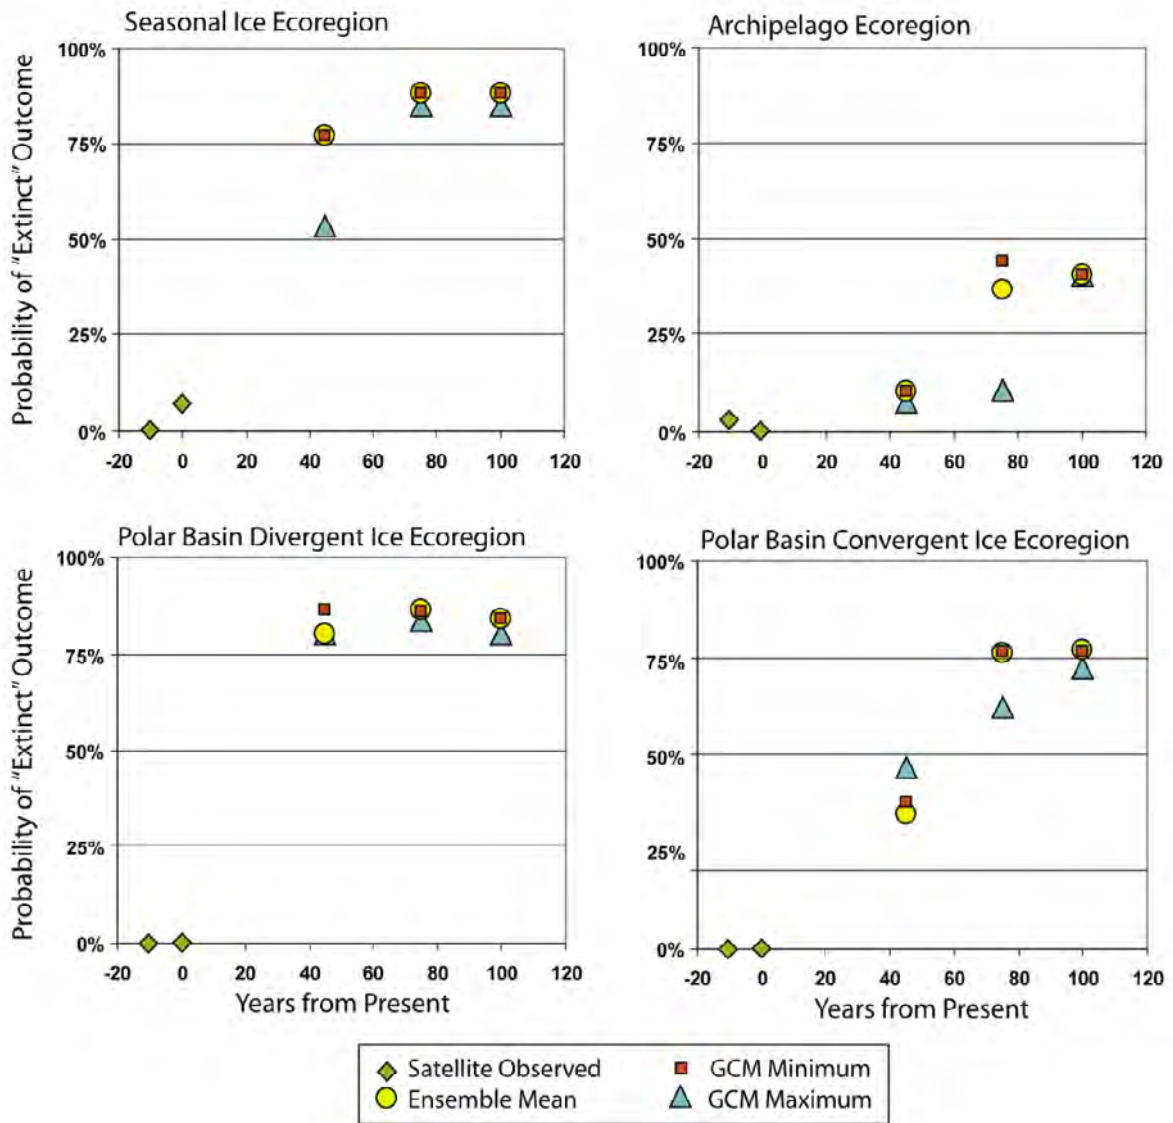 Seasonal Ice Ecoregion
Probability of "Extinct" Outcome
100%
75%
50%
25%
0%
-20 0 20 40 60 80 100 120
Archipelago Ecoregion
100%
75%
50%
25%
0%
-20 0 20 40 60 80 100 120
Polar Basin Divergent Ice Ecoregion
Probability of "Extinct" Outcome
100%
75%
50%
25%
0%
-20 0 20 40 60 80 100 120
Years from Present
Polar Basin Convergent Ice Ecoregion
100%
75%
50%
25%
0%
-20 0 20 40 60 80 100 120
Years from Present
Satellite Observed GCM Minimum
Ensemble Mean GCM Maximum